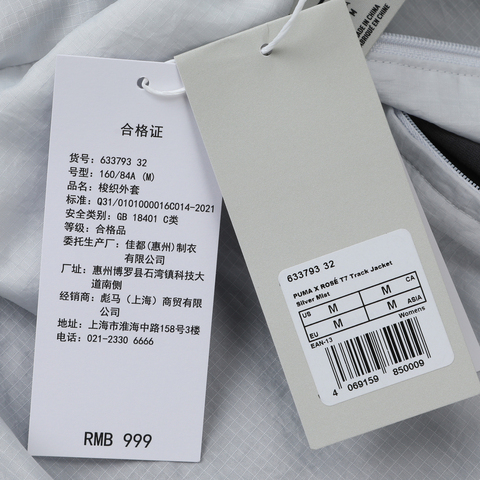 合格证
货号: 633793 32
号型: 160/84A (M)
品名: 梭织外套
标准: Q31/0101000016C014-2021
安全类别: GB 18401 C类
等级: 合格品
委托生产厂: 佳都(惠州)制衣
有限公司
厂址: 惠州博罗县石湾镇科技大
道南侧
经销商: 彪马（上海）商贸有限
公司
地址: 上海市淮海中路158号3楼
电话: 021-2330 6666
RMB 999
M
MADE IN CHINA
FABRIQUÉ EN CHINE
633793 32
PUMA X ROSÉ T7 Track Jacket
Silver Mist
US M M CA
EU M M ASIA
EAN-13 Womens
4 069159 850009